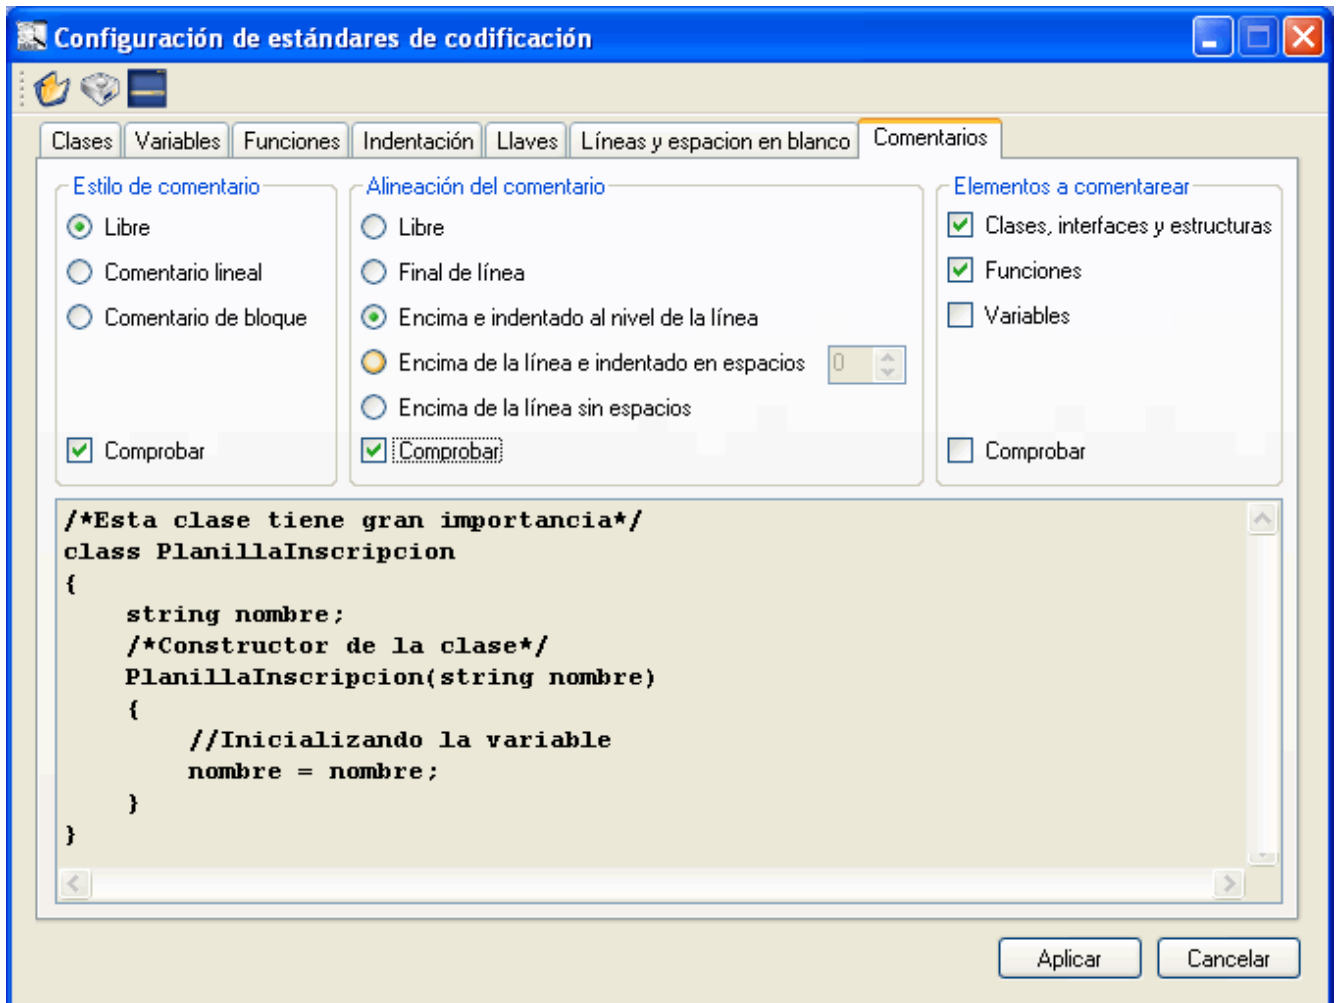 Configuración de estándares de codificación
Clases Variables Funciones Indentación Llaves Líneas y espacion en blanco Comentarios
Estilo de comentario
Libre
Comentario lineal
Comentario de bloque
Comprobar
Alineación del comentario
Libre
Final de línea
Encima e indentado al nivel de la línea
Encima de la línea e indentado en espacios 0
Encima de la línea sin espacios
Comprobar
Elementos a comentarear
Clases, interfaces y estructuras
Funciones
Variables
Comprobar
/*Esta clase tiene gran importancia*/
class PlanillaInscripcion
{
    string nombre;
    /*Constructor de la clase*/
    PlanillaInscripcion(string nombre)
    {
        //Inicializando la variable
        nombre = nombre;
    }
}
Aplicar Cancelar